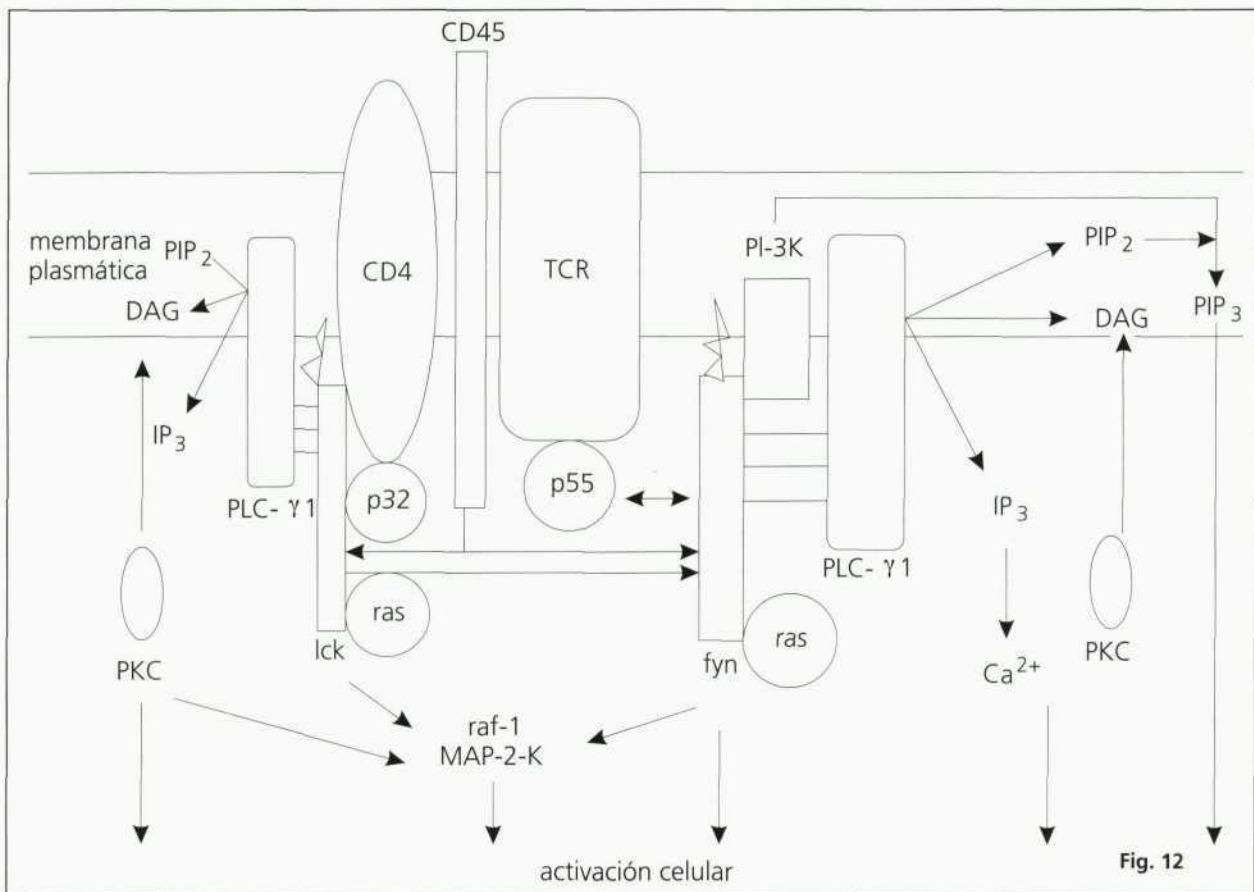 CD45
membrana
plasmática
PIP2
DAG
IP3
PLC- γ1
CD4
TCR
PI-3K
PIP2
DAG
PIP3
p32
p55
IP3
PLC- γ1
ras
lck
fyn
ras
PKC
Ca2+
PKC
raf-1
MAP-2-K
activación celular
Fig. 12